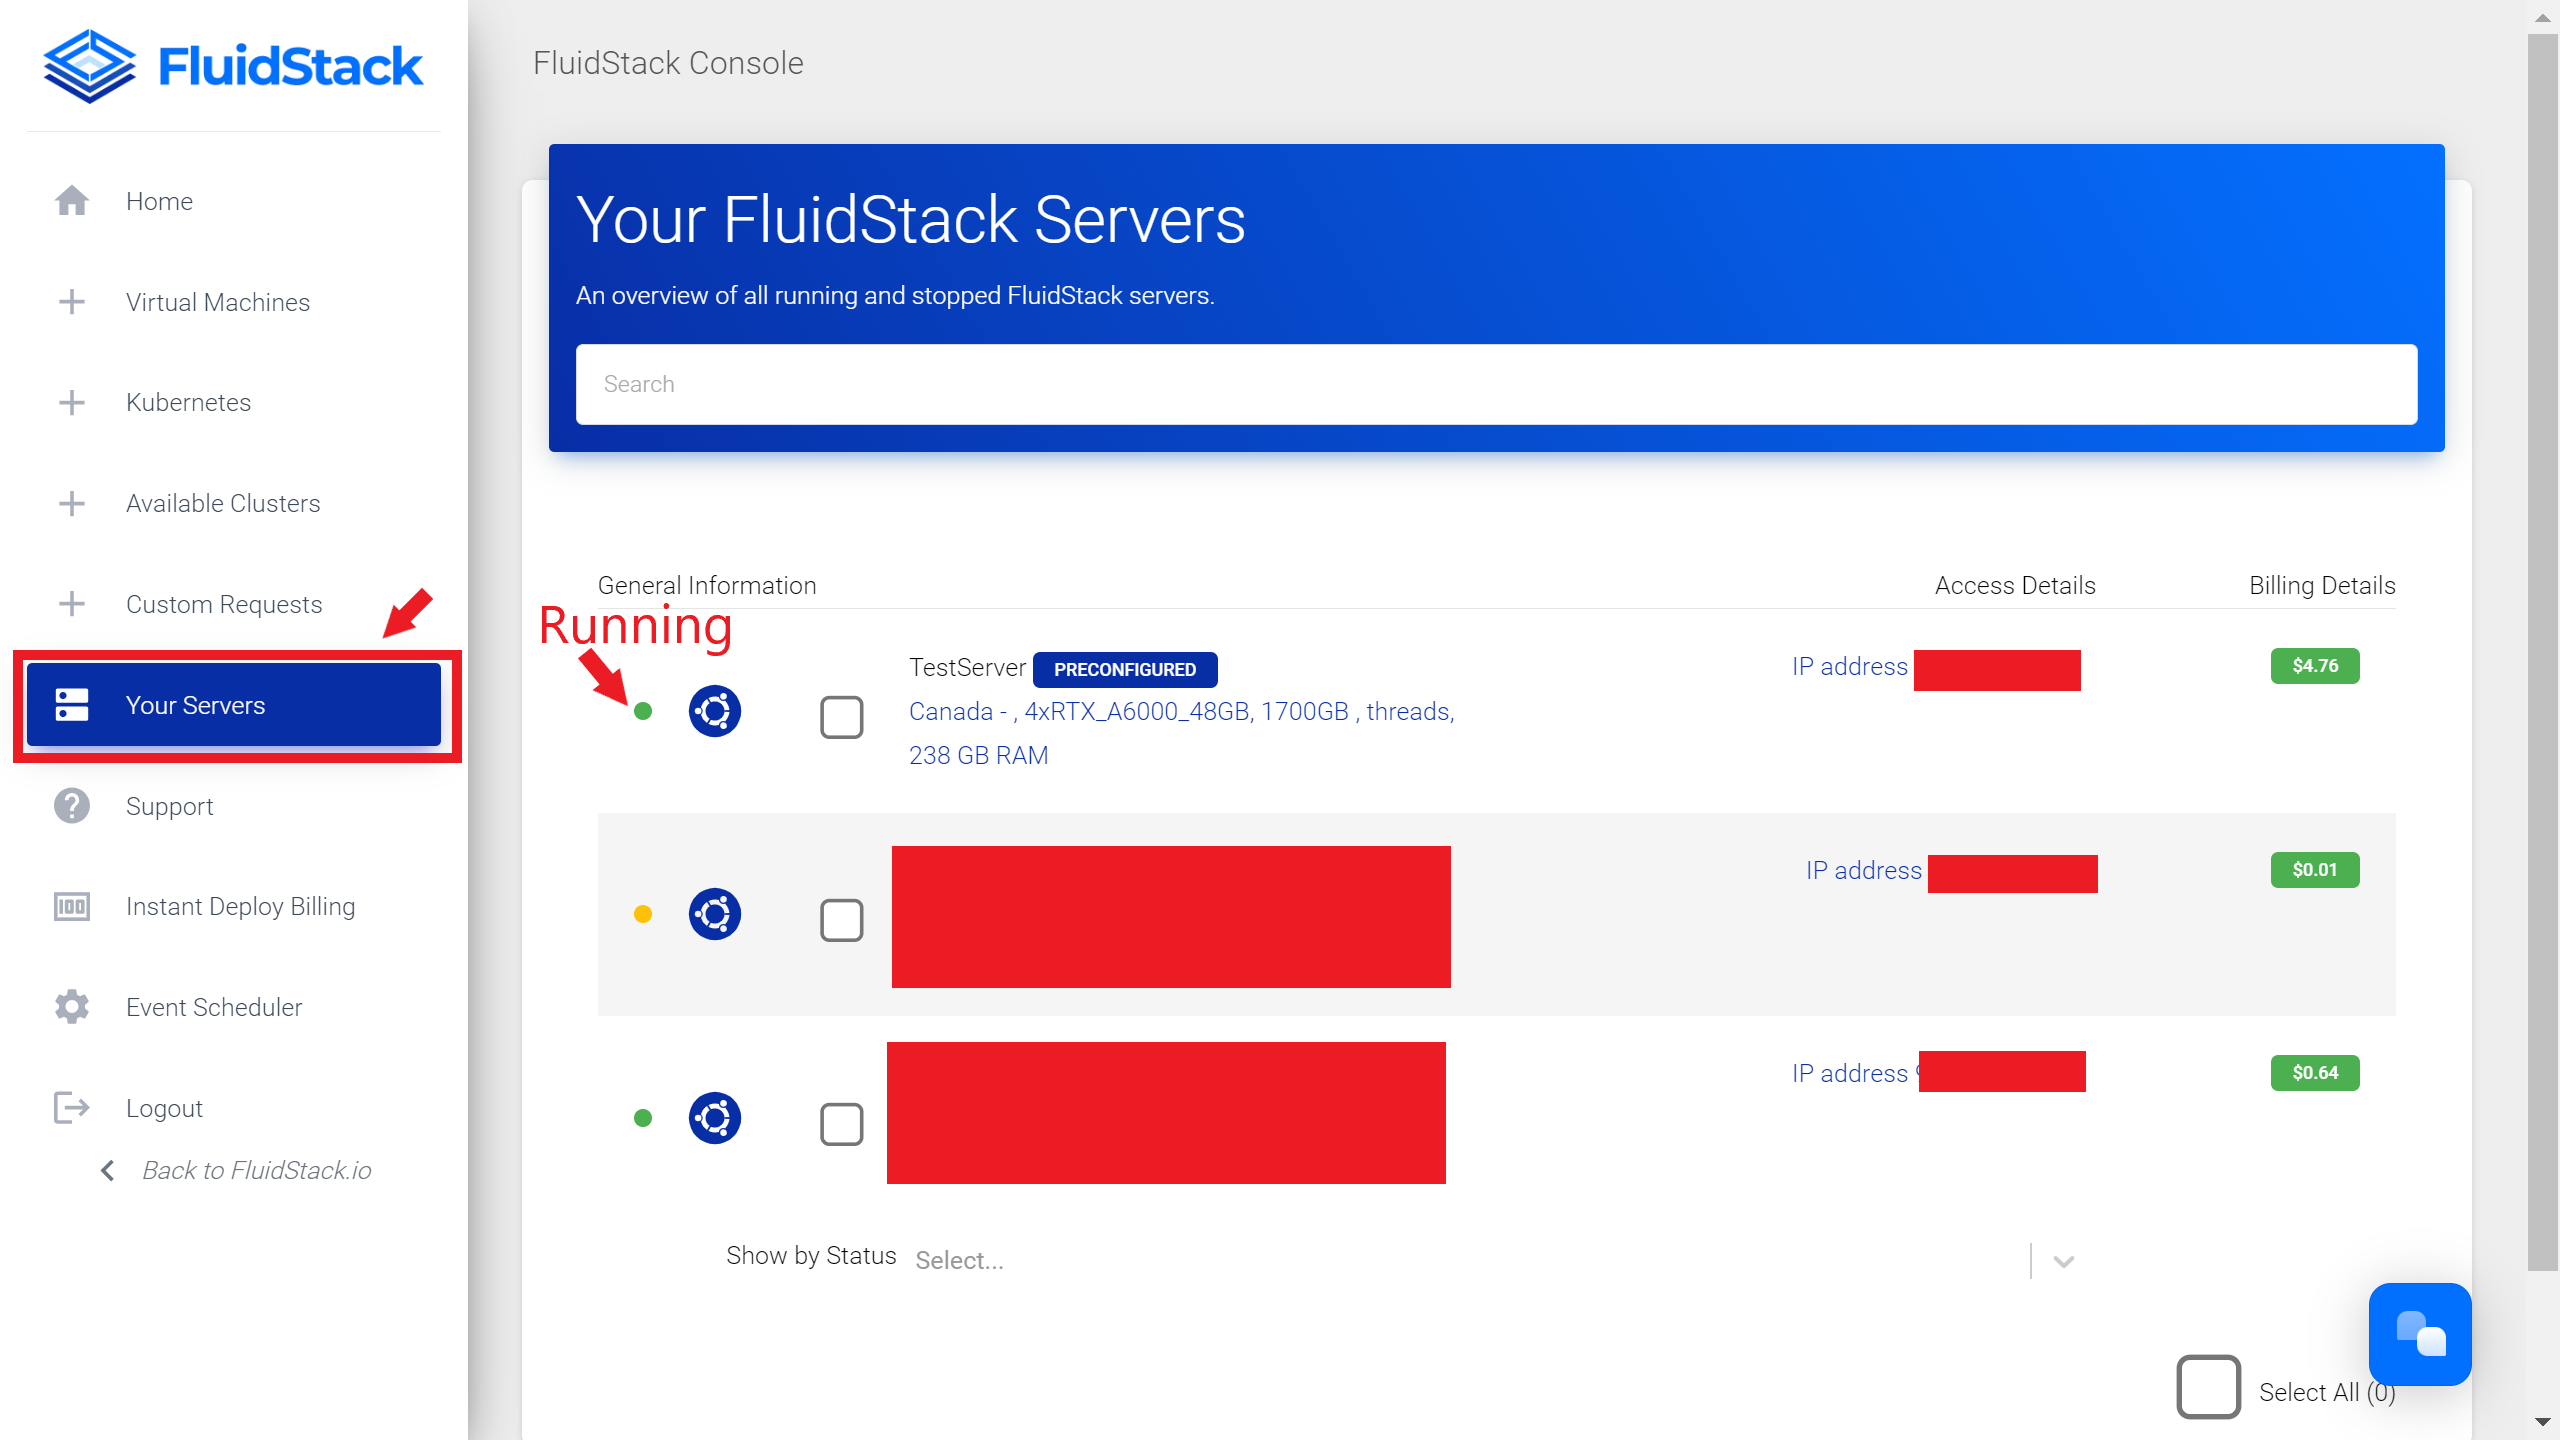 FluidStack
Home
Virtual Machines
Kubernetes
Available Clusters
Custom Requests
Your Servers
Support
Instant Deploy Billing
Event Scheduler
Logout
Back to FluidStack.io
FluidStack Console
Your FluidStack Servers
An overview of all running and stopped FluidStack servers.
Search
General Information Access Details Billing Details
Running
TestServer PRECONFIGURED IP address $4.76
Canada - , 4xRTX_A6000_48GB, 1700GB , threads,
238 GB RAM
IP address $0.01
IP address $0.64
Show by Status Select...
Select All (0)